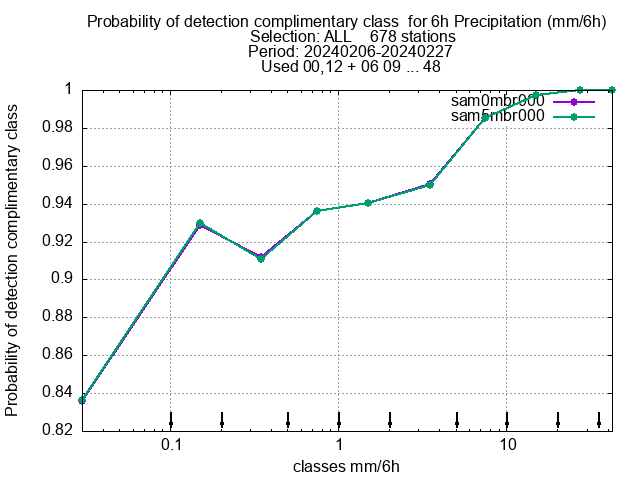 Probability of detection complimentary class  for 6h Precipitation (mm/6h)
Selection: ALL    678 stations
Period: 20240206-20240227
Used 00,12 + 06 09 ... 48
sam0mbr000
sam5mbr000
Probability of detection complimentary class
1
0.98
0.96
0.94
0.92
0.9
0.88
0.86
0.84
0.82
0.1
1
10
classes mm/6h